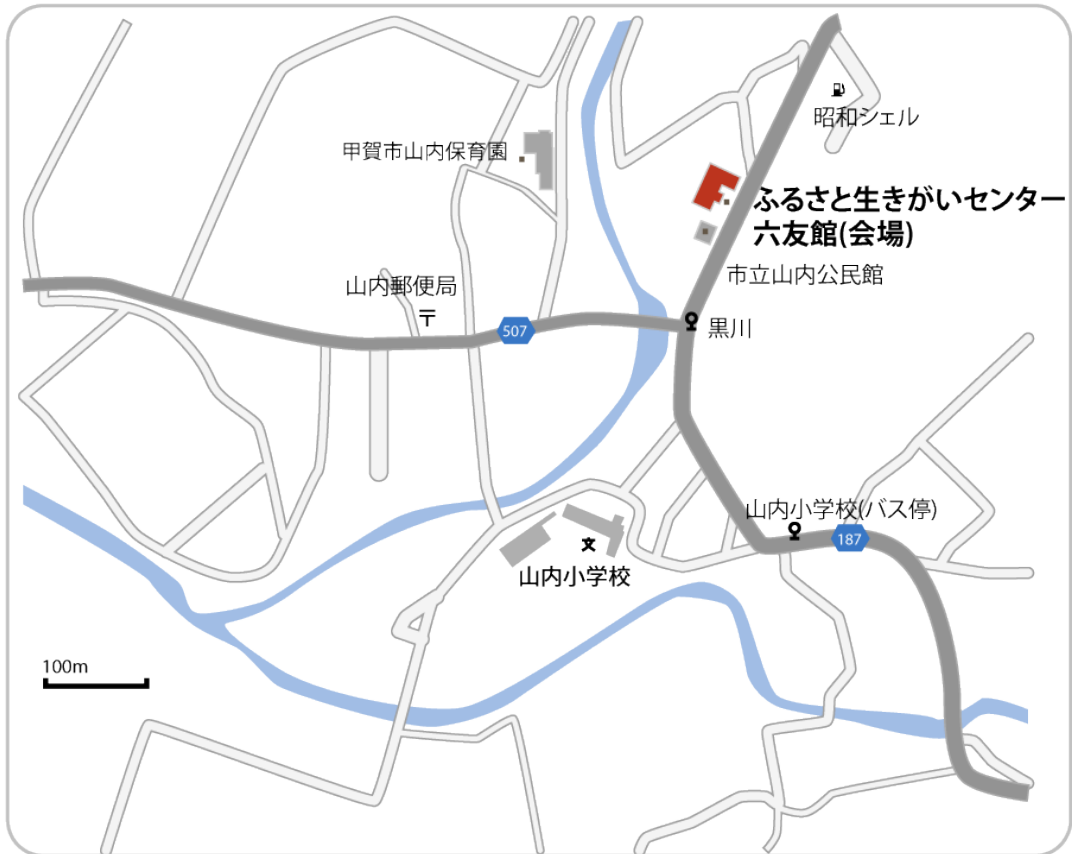 昭和シェル
甲賀市山内保育園
ふるさと生きがいセンター
六友館(会場)
市立山内公民館
山内郵便局
〒
507
黒川
山内小学校(バス停)
187
文
山内小学校
100m